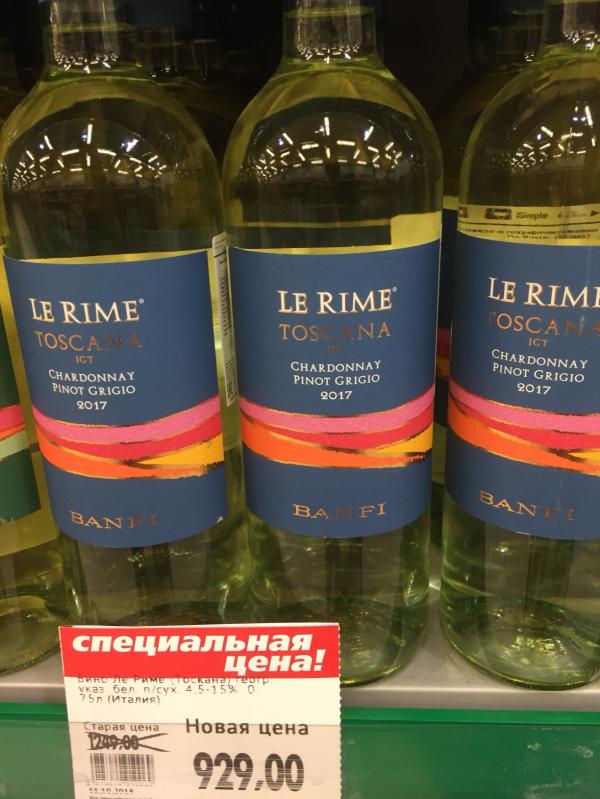 LE RIME®
TOSCANA
IGT
CHARDONNAY
PINOT GRIGIO
2017
BANFI
LE RIME®
TOSCANA
IGT
CHARDONNAY
PINOT GRIGIO
2017
BANFI
iSimple
LE RIME
TOSCANA
IGT
CHARDONNAY
PINOT GRIGIO
2017
BANFI
специальная
цена!
Вино Ле Риме (Тоскана) геогр.
указ. бел. п/сух. 4,5-15% 0.
75л (Италия)
Старая цена
Новая цена
1249.00
929,00